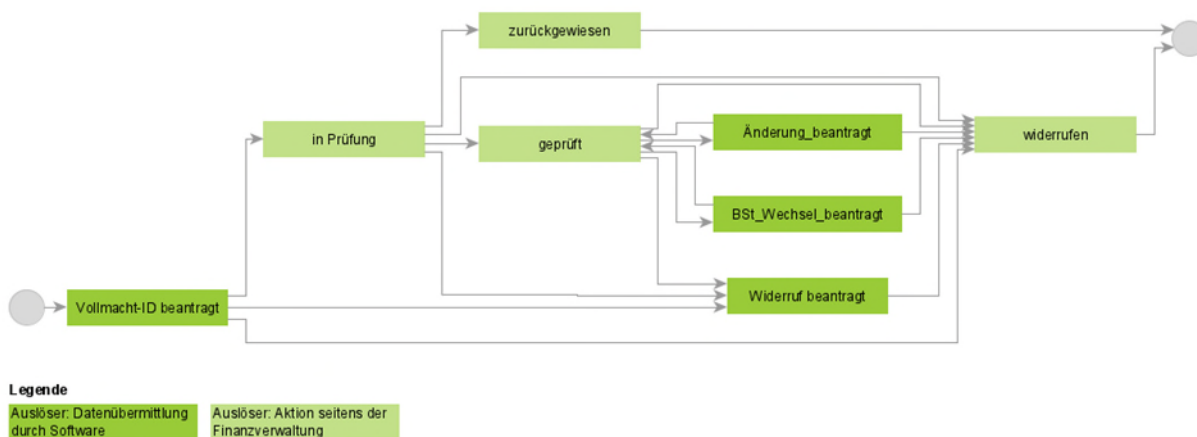 zurückgewiesen
in Prüfung
geprüft
Änderung_beantragt
widerrufen
BSt_Wechsel_beantragt
Widerruf beantragt
Vollmacht-ID beantragt
Legende
Auslöser: Datenübermittlung
durch Software
Auslöser: Aktion seitens der
Finanzverwaltung